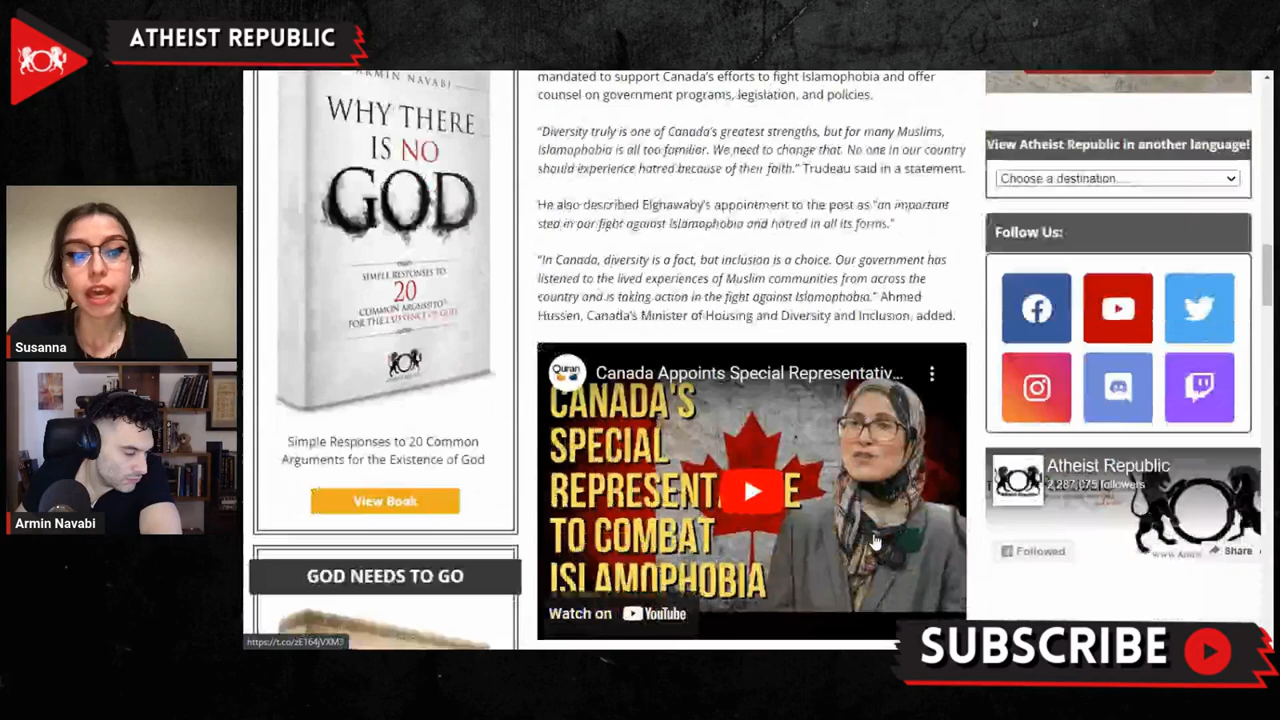 ATHEIST REPUBLIC
ARMIN NAVABI
WHY THERE
IS NO
GOD
SIMPLE RESPONSES TO
20
COMMON ARGUMENTS
FOR THE EXISTENCE OF GOD
Simple Responses to 20 Common
Arguments for the Existence of God
View Book
GOD NEEDS TO GO
https://t.co/zE164jVXM3
Susanna
Armin Navabi
mandated to support Canada's efforts to fight Islamophobia and offer
counsel on government programs, legislation, and policies.
"Diversity truly is one of Canada's greatest strengths, but for many Muslims,
Islamophobia is all too familiar. We need to change that. No one in our country
should experience hatred because of their faith." Trudeau said in a statement.
He also described Elghawaby's appointment to the post as "an important
step in our fight against Islamophobia and hatred in all its forms."
"In Canada, diversity is a fact, but inclusion is a choice. Our government has
listened to the lived experiences of Muslim communities from across the
country and is taking action in the fight against Islamophobia." Ahmed
Hussen, Canada's Minister of Housing and Diversity and Inclusion, added.
Quran
Canada Appoints Special Representativ...
CANADA'S
SPECIAL
REPRESENT E
TO COMBAT
ISLAMOPHOBIA
Watch on YouTube
View Atheist Republic in another language!
Choose a destination...
Follow Us:
Atheist Republic
2,287,075 followers
Followed
Share
SUBSCRIBE